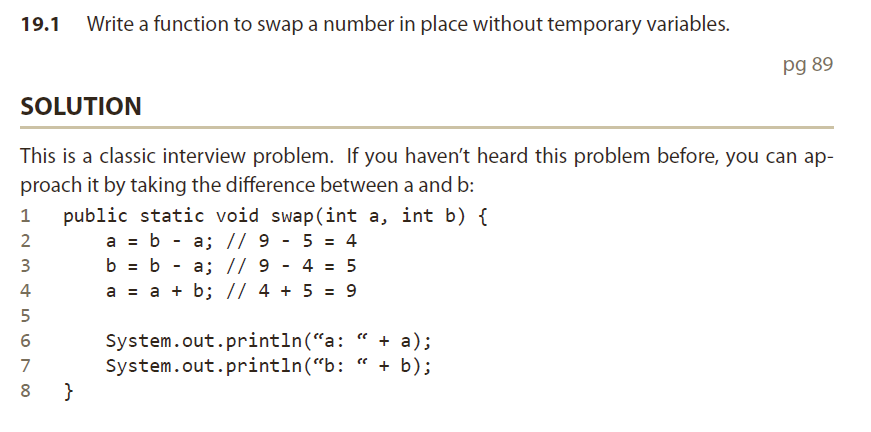 19.1 Write a function to swap a number in place without temporary variables.
pg 89
SOLUTION
This is a classic interview problem. If you haven’t heard this problem before, you can ap-
proach it by taking the difference between a and b:
1 public static void swap(int a, int b) {
2 a = b - a; // 9 - 5 = 4
3 b = b - a; // 9 - 4 = 5
4 a = a + b; // 4 + 5 = 9
5
6 System.out.println(“a: “ + a);
7 System.out.println(“b: “ + b);
8 }